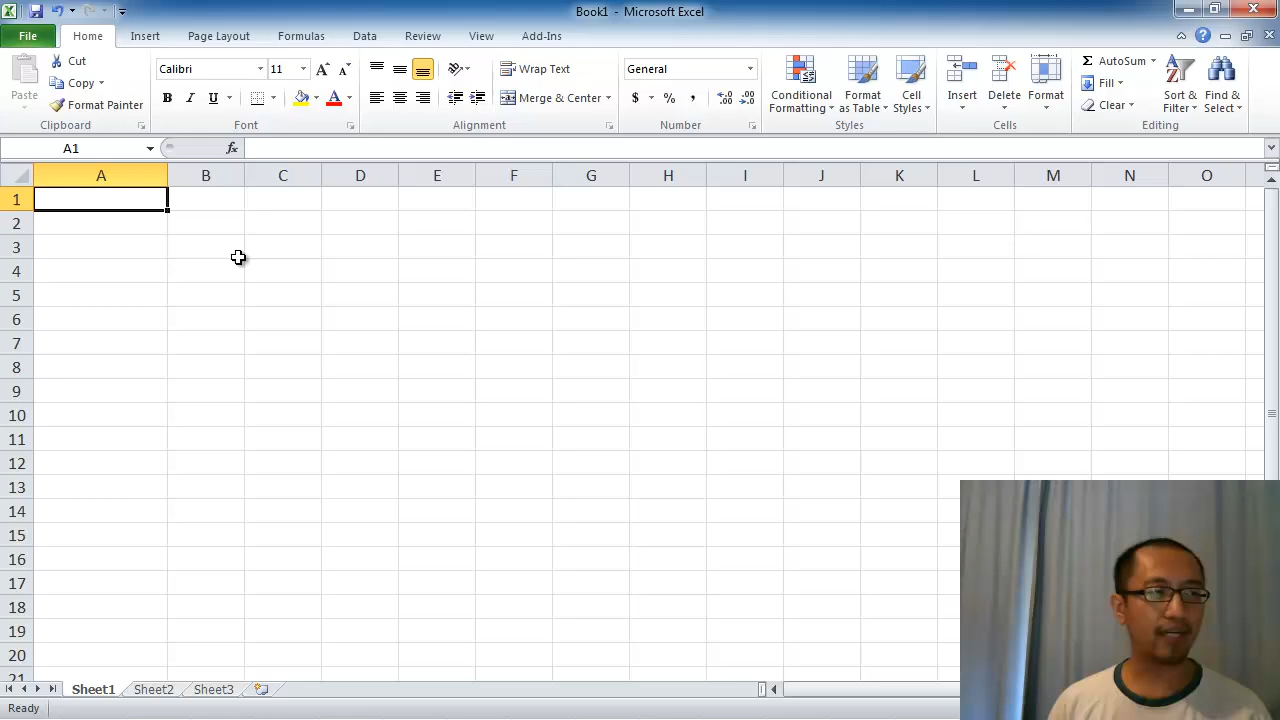 Book1 - Microsoft Excel
File Home Insert Page Layout Formulas Data Review View Add-Ins
Paste
Cut
Copy
Format Painter
Clipboard
Calibri 11
B I U
Font
Wrap Text
Merge & Center
Alignment
General
$ % ,
Number
Conditional Formatting
Format as Table
Cell Styles
Styles
Insert
Delete
Format
Cells
AutoSum
Fill
Clear
Sort & Filter
Find & Select
Editing
A1 fx
A B C D E F G H I J K L M N O
1
2
3
4
5
6
7
8
9
10
11
12
13
14
15
16
17
18
19
20
21
Sheet1 Sheet2 Sheet3
Ready